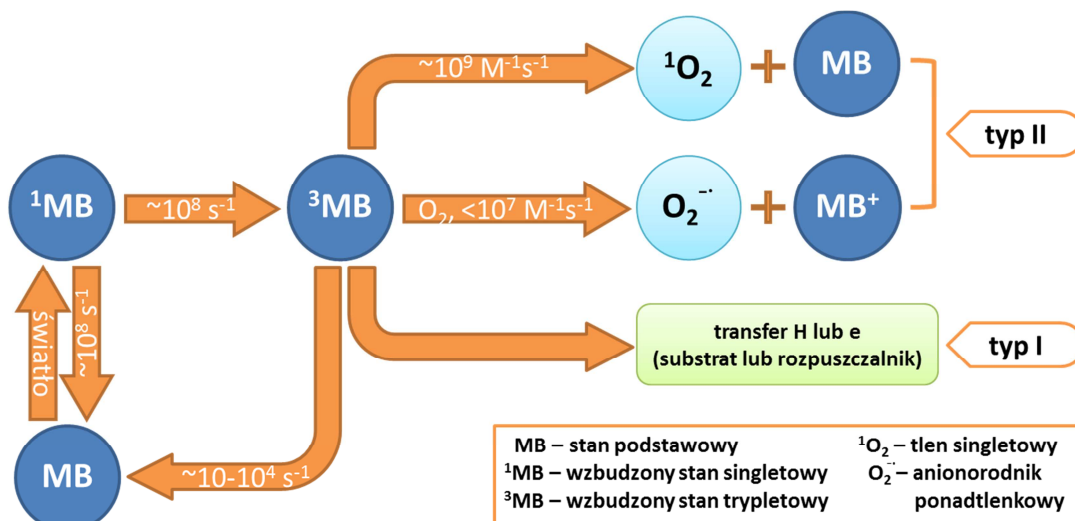 ~10⁹ M⁻¹s⁻¹
¹O₂ + MB
typ II
¹MB
~10⁸ s⁻¹
³MB
O₂, <10⁷ M⁻¹s⁻¹
O₂⁻· + MB⁺
światło
~10⁸ s⁻¹
transfer H lub e
(substrat lub rozpuszczalnik)
typ I
MB
~10-10⁴ s⁻¹
MB – stan podstawowy
¹MB – wzbudzony stan singletowy
³MB – wzbudzony stan trypletowy
¹O₂ – tlen singletowy
O₂⁻· – anionorodnik
ponadtlenkowy